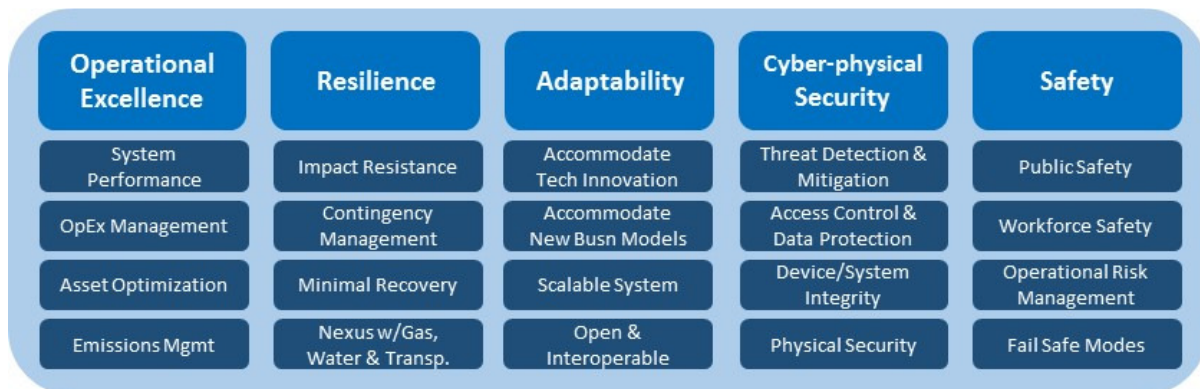 Operational
Excellence
System
Performance
OpEx Management
Asset Optimization
Emissions Mgmt
Resilience
Impact Resistance
Contingency
Management
Minimal Recovery
Nexus w/Gas,
Water & Transp.
Adaptability
Accommodate
Tech Innovation
Accommodate
New Busn Models
Scalable System
Open &
Interoperable
Cyber-physical
Security
Threat Detection &
Mitigation
Access Control &
Data Protection
Device/System
Integrity
Physical Security
Safety
Public Safety
Workforce Safety
Operational Risk
Management
Fail Safe Modes